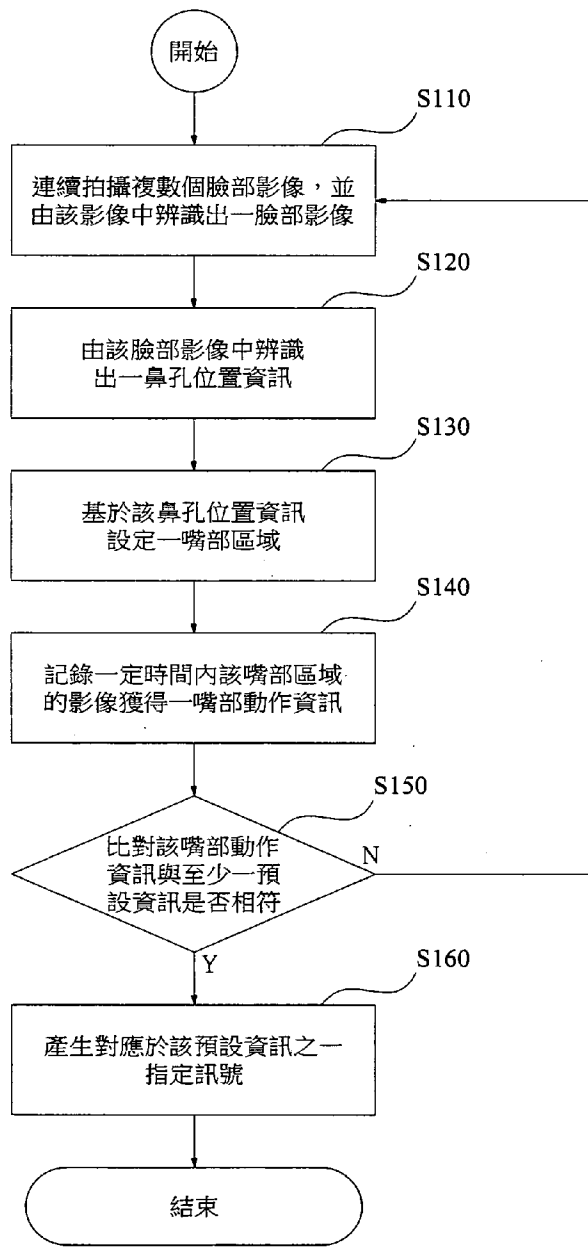 開始
S110
連續拍攝複數個臉部影像，並
由該影像中辨識出一臉部影像
S120
由該臉部影像中辨識
出一鼻孔位置資訊
S130
基於該鼻孔位置資訊
設定一嘴部區域
S140
記錄一定時間內該嘴部區域
的影像獲得一嘴部動作資訊
S150
比對該嘴部動作
資訊與至少一預
設資訊是否相符
N
Y
S160
產生對應於該預設資訊之一
指定訊號
結束